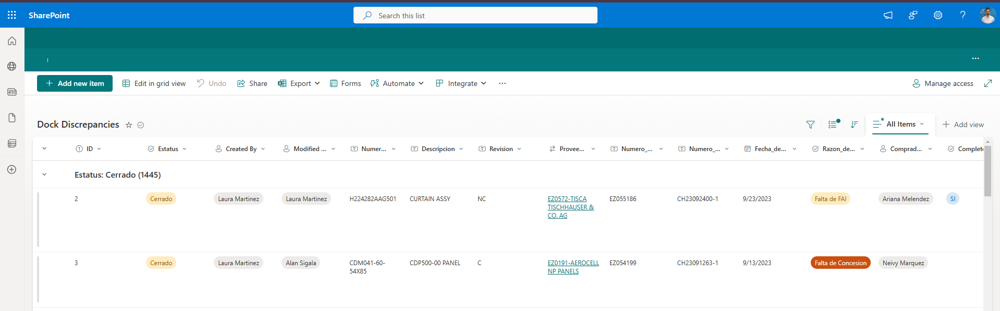 SharePoint
Search this list
Add new item
Edit in grid view
Undo
Share
Export
Forms
Automate
Integrate
Manage access
Dock Discrepancies
All Items
Add view
ID
Estatus
Created By
Modified ...
Numer...
Descripcion
Revision
Provee...
Numero_...
Numero_...
Fecha_de...
Razon_de...
Comprad...
Complet
Estatus: Cerrado (1445)
2
Cerrado
Laura Martinez
Laura Martinez
H224282AAG501
CURTAIN ASSY
NC
EZ0572-TISCA
TISCHHAUSER &
CO. AG
EZ055186
CH23092400-1
9/23/2023
Falta de FAI
Ariana Melendez
SI
3
Cerrado
Laura Martinez
Alan Sigala
CDM041-60-
54X85
CDP500-00 PANEL
C
EZ0191-AEROCELL
NP PANELS
EZ054199
CH23091263-1
9/13/2023
Falta de Concesion
Neivy Marquez